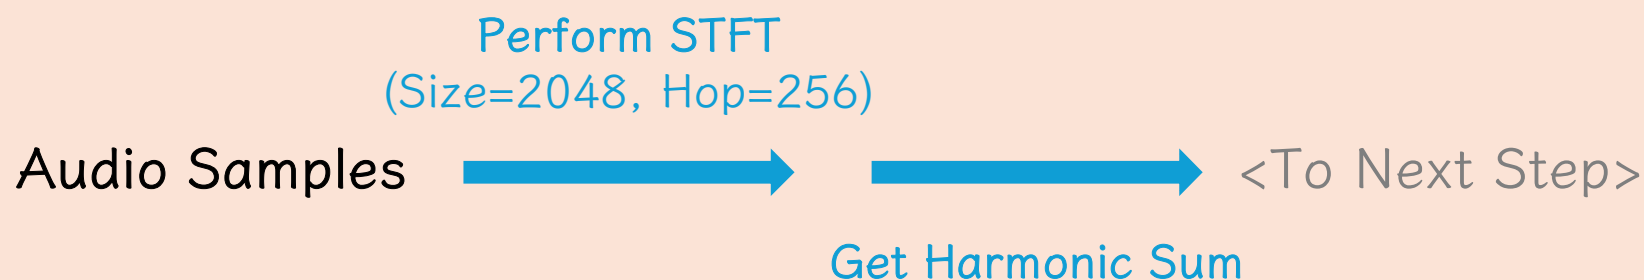 Perform STFT
(Size=2048, Hop=256)
Audio Samples
<To Next Step>
Get Harmonic Sum